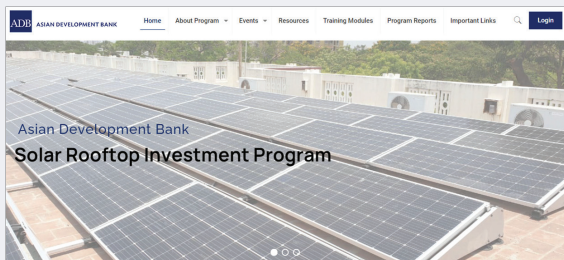 ADB ASIAN DEVELOPMENT BANK Home About Program Events Resources Training Modules Program Reports Important Links Login
Asian Development Bank
Solar Rooftop Investment Program